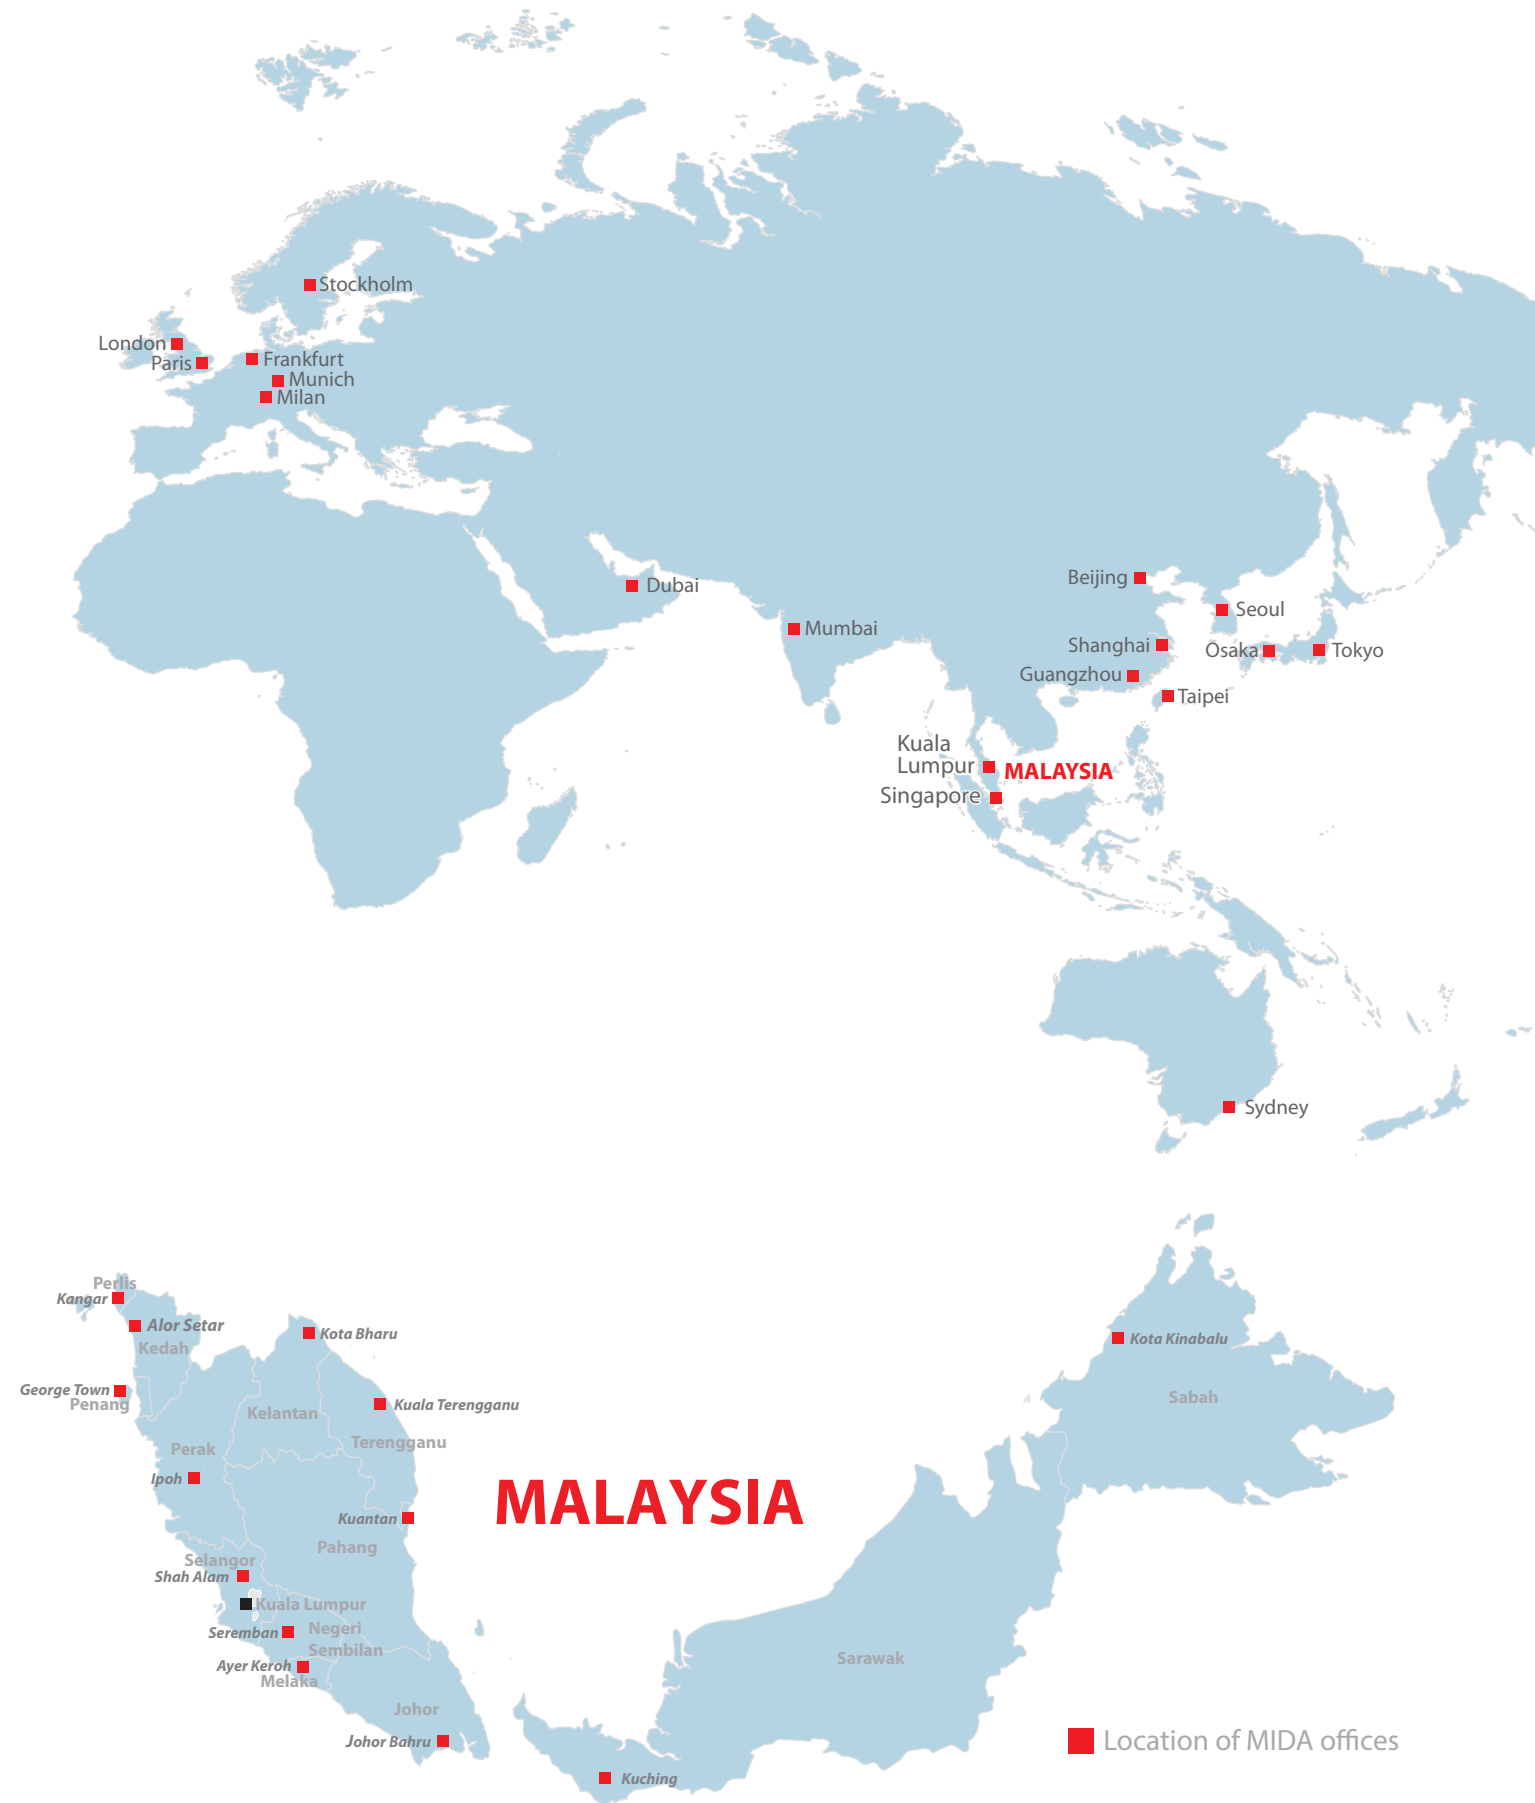 Stockholm
London
Paris
Frankfurt
Munich
Milan
Dubai
Mumbai
Beijing
Seoul
Shanghai
Osaka
Tokyo
Guangzhou
Taipei
Kuala
Lumpur
MALAYSIA
Singapore
Sydney
Perlis
Kangar
Alor Setar
Kedah
Kota Bharu
George Town
Penang
Kuala Terengganu
Kelantan
Terengganu
Perak
Ipoh
Kuantan
Pahang
Selangor
Shah Alam
Kuala Lumpur
Seremban
Negeri
Sembilan
Ayer Keroh
Melaka
Johor
Johor Bahru
MALAYSIA
Kota Kinabalu
Sabah
Sarawak
Kuching
Location of MIDA offices